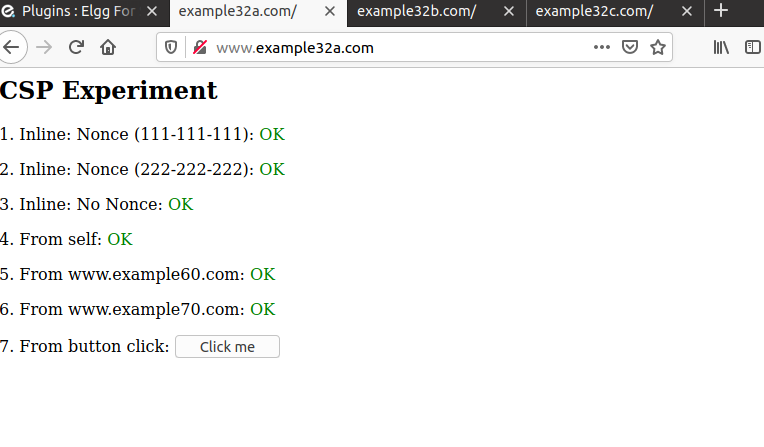 Plugins : Elgg For
example32a.com/
example32b.com/
example32c.com/
www.example32a.com
CSP Experiment
1. Inline: Nonce (111-111-111): OK
2. Inline: Nonce (222-222-222): OK
3. Inline: No Nonce: OK
4. From self: OK
5. From www.example60.com: OK
6. From www.example70.com: OK
7. From button click: Click me